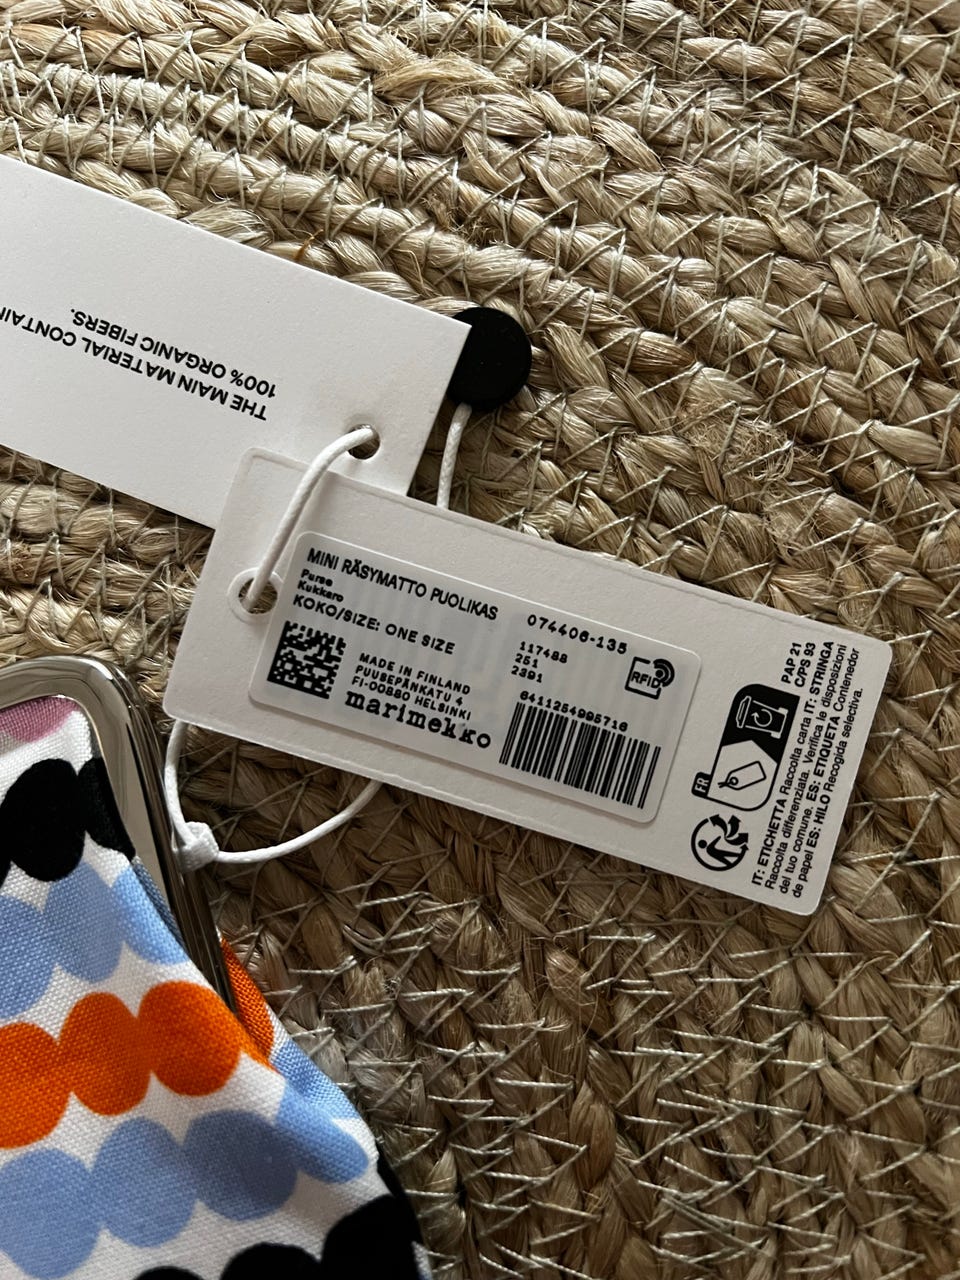 THE MAIN MATERIAL
100% ORGANIC FIBERS.
MINI RÄSYMATTO PUOLIKAS
Purse
Kukkaro
KOKO/SIZE: ONE SIZE
MADE IN FINLAND
PUUSEPÄNKATU 4
FI-00880 HELSINKI
marimekko
074406-135
117488
251
2391
RFID
6411254995716
PAP 21
C/PS 93
FR
IT: ETICHETTA Raccolta carta IT: STRINGA
Raccolta differenziata. Verifica le disposizioni
del tuo comune. ES: ETIQUETA Contenedor
de papel ES: HILO Recogida selectiva.